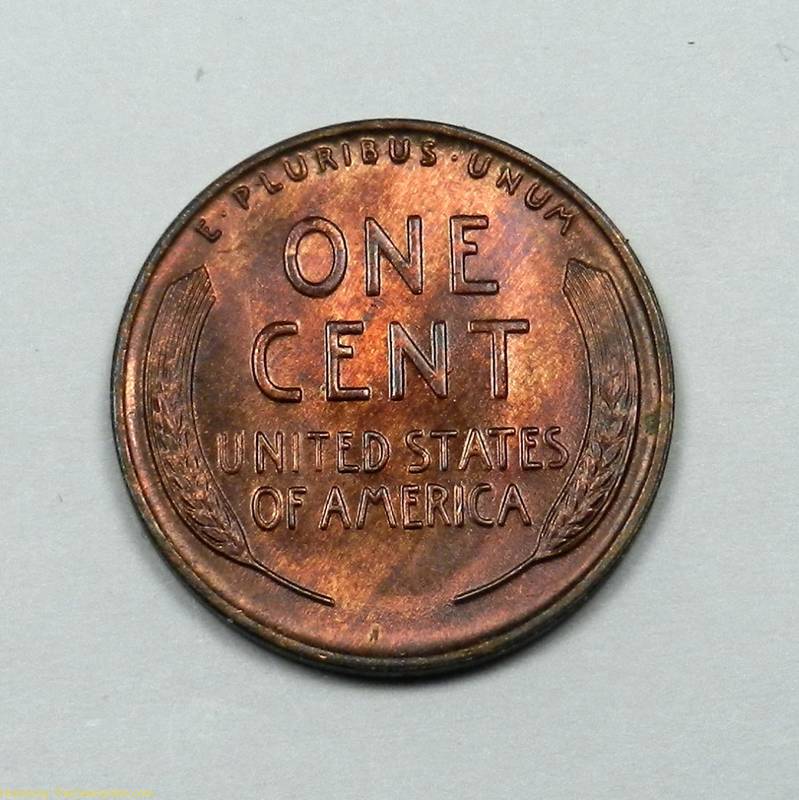 E · PLURIBUS · UNUM
ONE
CENT
UNITED STATES
OF AMERICA